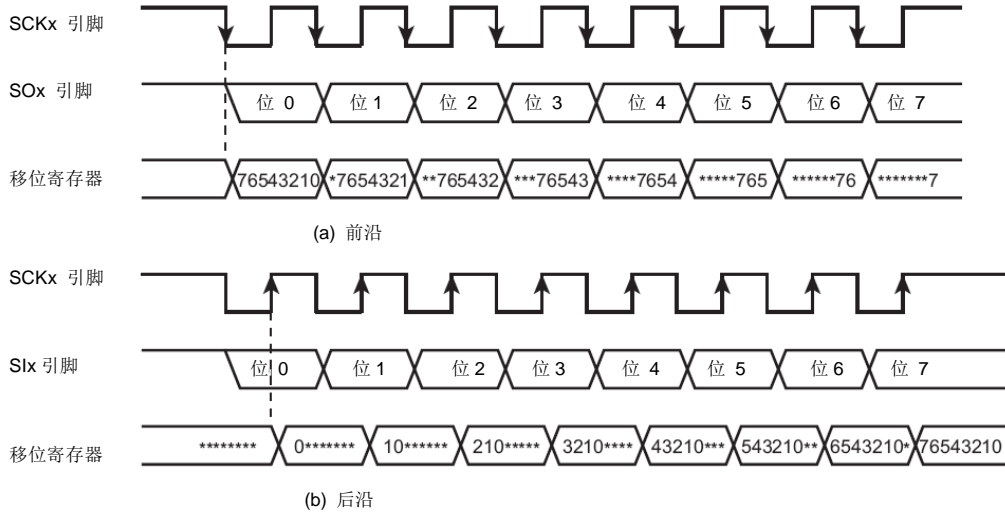 SCKx 引脚
SOx 引脚
位 0 位 1 位 2 位 3 位 4 位 5 位 6 位 7
移位寄存器
76543210 *7654321 **765432 ***76543 ****7654 *****765 ******76 *******7
(a) 前沿
SCKx 引脚
SIx 引脚
位 0 位 1 位 2 位 3 位 4 位 5 位 6 位 7
移位寄存器
******** 0******* 10****** 210***** 3210**** 43210*** 543210** 6543210* 76543210
(b) 后沿